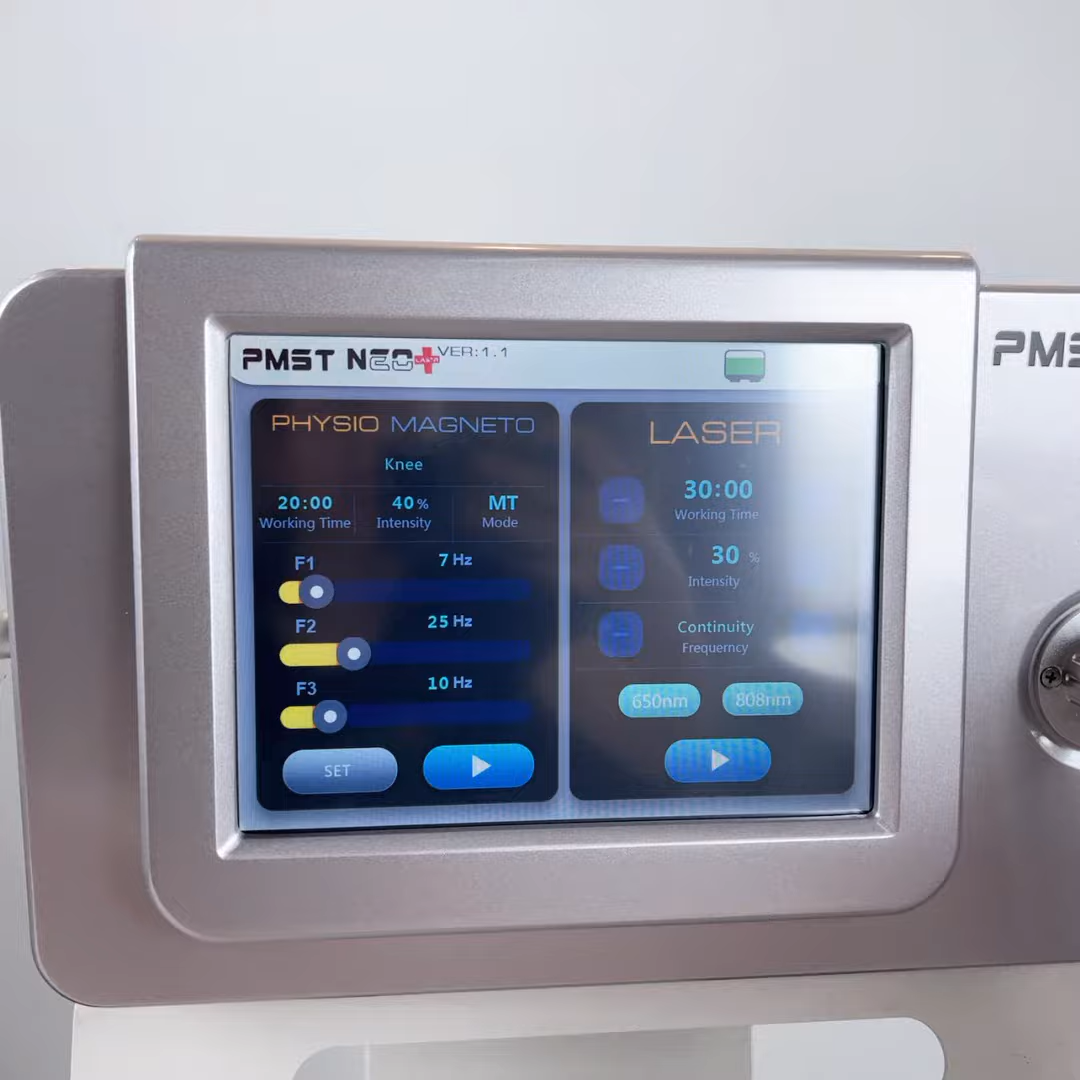 PMST NEO+ VER:1.1
LASER
PMS
PHYSIO MAGNETO
Knee
20:00 40% MT
Working Time Intensity Mode
F1 7 Hz
F2 25 Hz
F3 10 Hz
SET
LASER
30:00
Working Time
30 %
Intensity
Continuity
Frequerncy
650nm 808nm